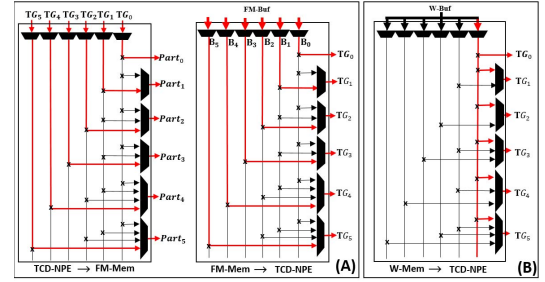 TG5 TG4 TG3 TG2 TG1 TG0
Part0
Part1
Part2
Part3
Part4
Part5
TCD-NPE → FM-Mem
FM-Buf
B5 B4 B3 B2 B1 B0
TG0
TG1
TG2
TG3
TG4
TG5
FM-Mem → TCD-NPE
(A)
W-Buf
TG0
TG1
TG2
TG3
TG4
TG5
W-Mem → TCD-NPE
(B)